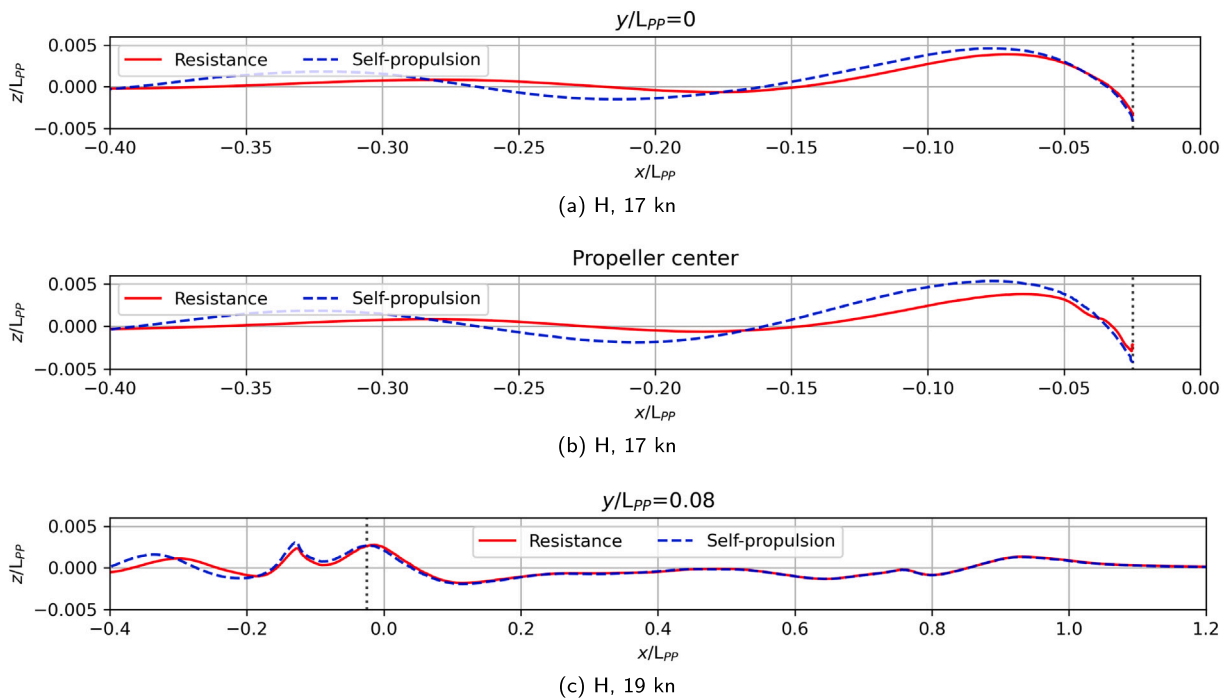 y/L_PP=0
z/L_PP
0.005
0.000
−0.005
Resistance
Self-propulsion
−0.40 −0.35 −0.30 −0.25 −0.20 −0.15 −0.10 −0.05 0.00
x/L_PP
(a) H, 17 kn
Propeller center
z/L_PP
0.005
0.000
−0.005
Resistance
Self-propulsion
−0.40 −0.35 −0.30 −0.25 −0.20 −0.15 −0.10 −0.05 0.00
x/L_PP
(b) H, 17 kn
y/L_PP=0.08
z/L_PP
0.005
0.000
−0.005
Resistance
Self-propulsion
−0.4 −0.2 0.0 0.2 0.4 0.6 0.8 1.0 1.2
x/L_PP
(c) H, 19 kn